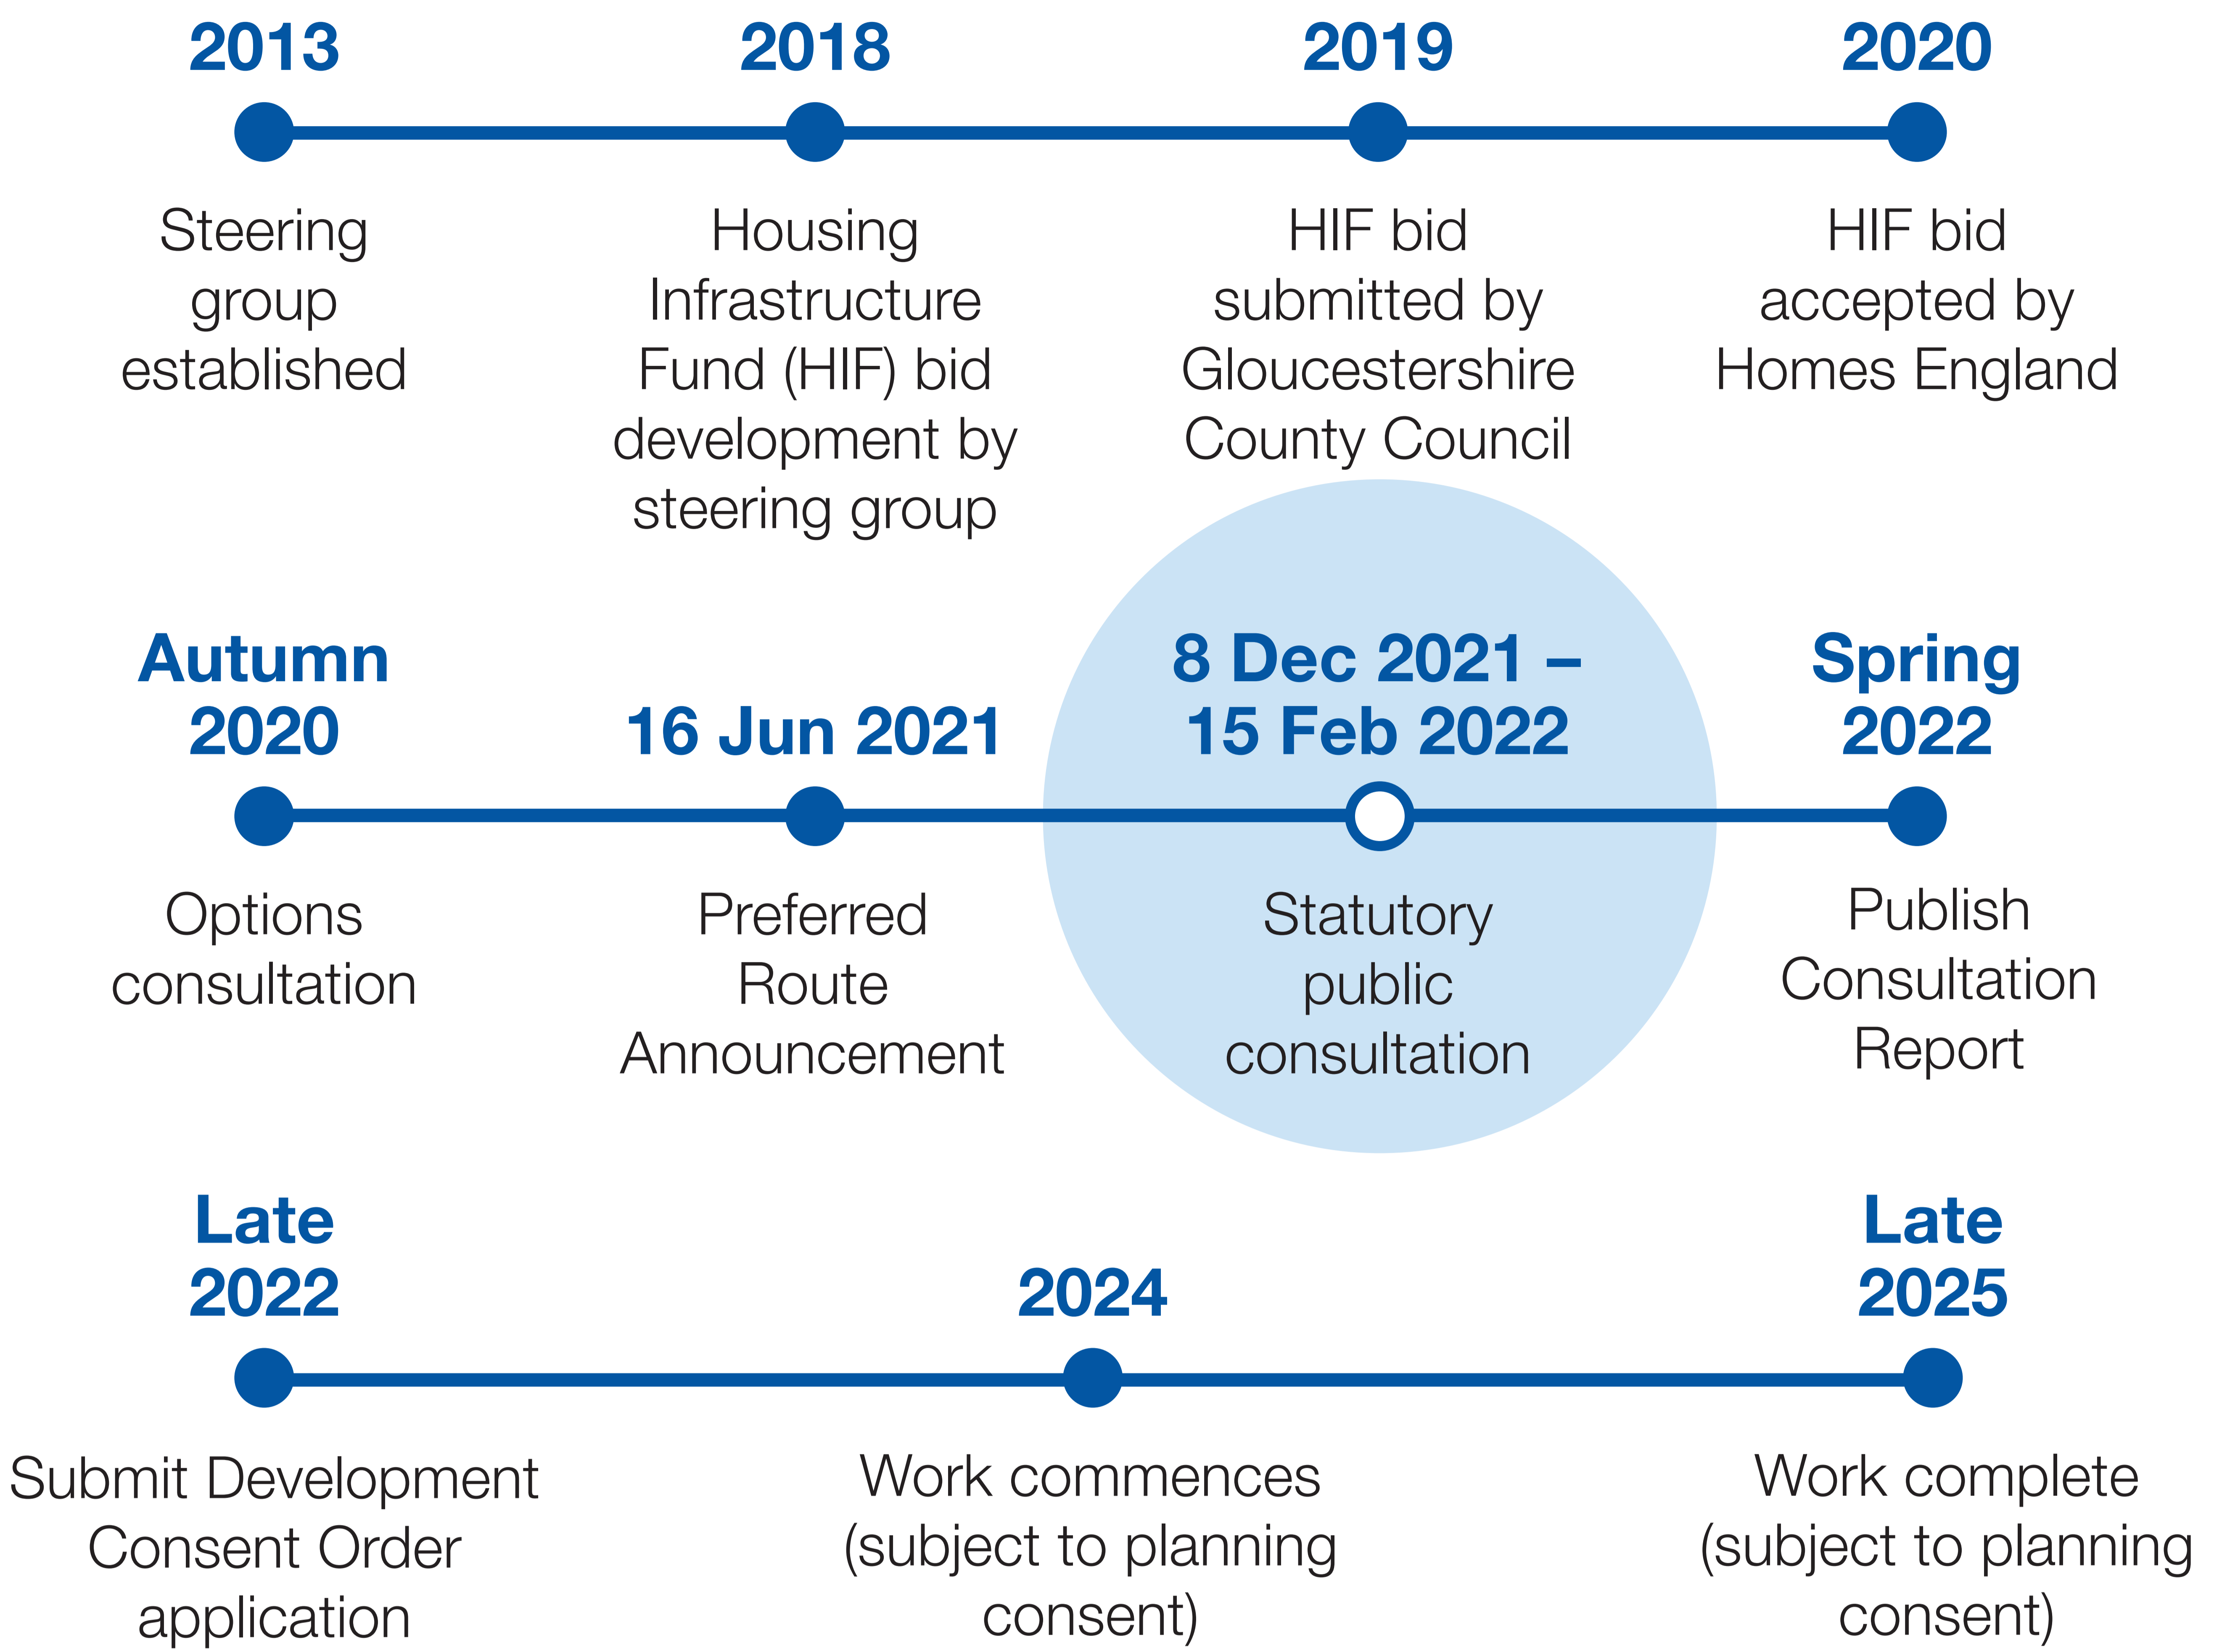 2013
Steering
group
established
2018
Housing
Infrastructure
Fund (HIF) bid
development by
steering group
2019
HIF bid
submitted by
Gloucestershire
County Council
2020
HIF bid
accepted by
Homes England
Autumn
2020
Options
consultation
16 Jun 2021
Preferred
Route
Announcement
8 Dec 2021 –
15 Feb 2022
Statutory
public
consultation
Spring
2022
Publish
Consultation
Report
Late
2022
Submit Development
Consent Order
application
2024
Work commences
(subject to planning
consent)
Late
2025
Work complete
(subject to planning
consent)